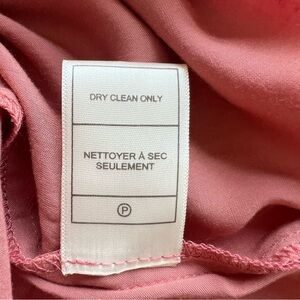 DRY CLEAN ONLY
NETTOYER À SEC
SEULEMENT
P